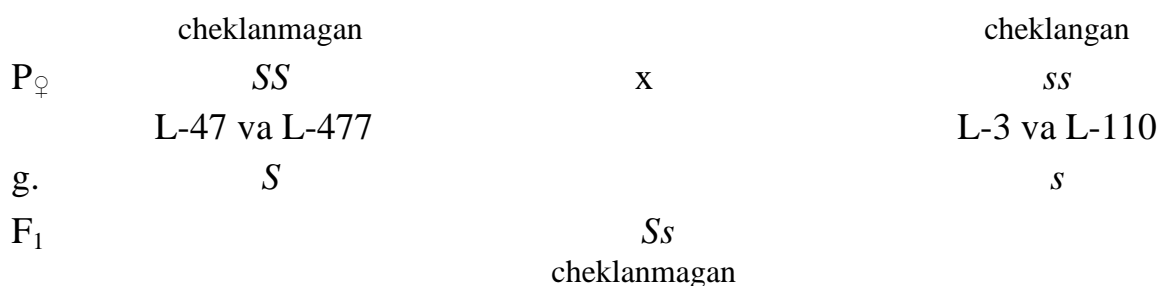 cheklanmagan cheklangan
P♀ SS x ss
L-47 va L-477 L-3 va L-110
g. S s
F₁ Ss
cheklanmagan